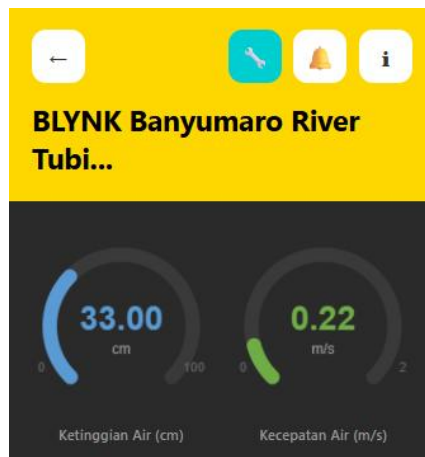 BLYNK Banyumaro River
Tubi...
33.00
cm
0
100
0.22
m/s
0
2
Ketinggian Air (cm)
Kecepatan Air (m/s)